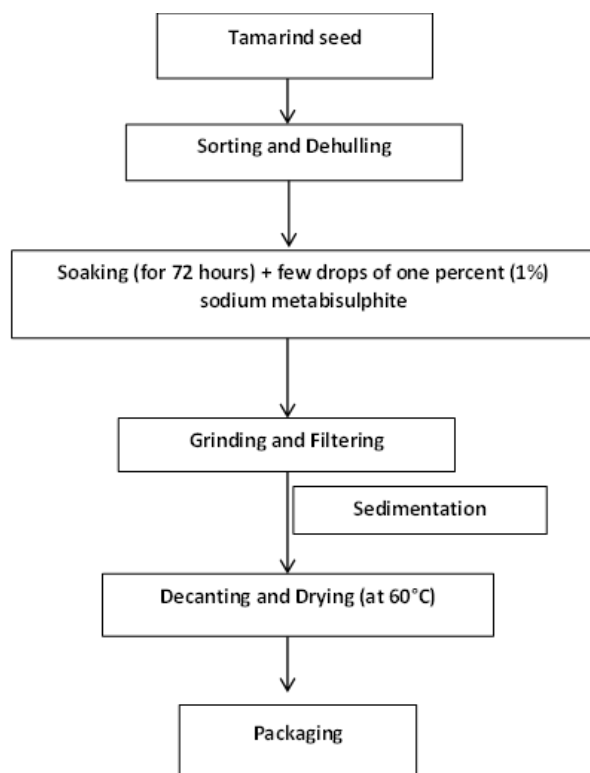 Tamarind seed
Sorting and Dehulling
Soaking (for 72 hours) + few drops of one percent (1%)
sodium metabisulphite
Grinding and Filtering
Sedimentation
Decanting and Drying (at 60°C)
Packaging